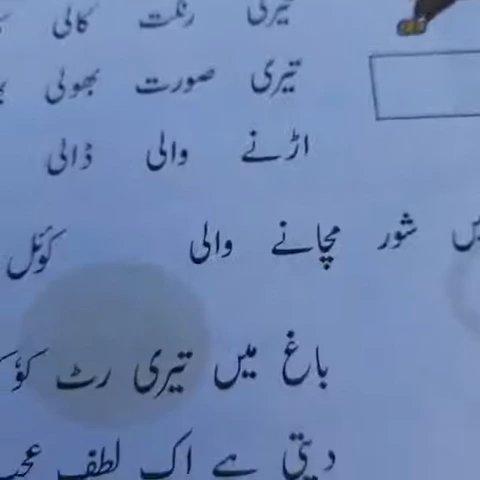 تیری رنگت کالی
تیری صورت بھولی
اڑنے والی ڈالی
شور مچانے والی کوئل
باغ میں تیری رٹ
دیتی ہے اک لطف